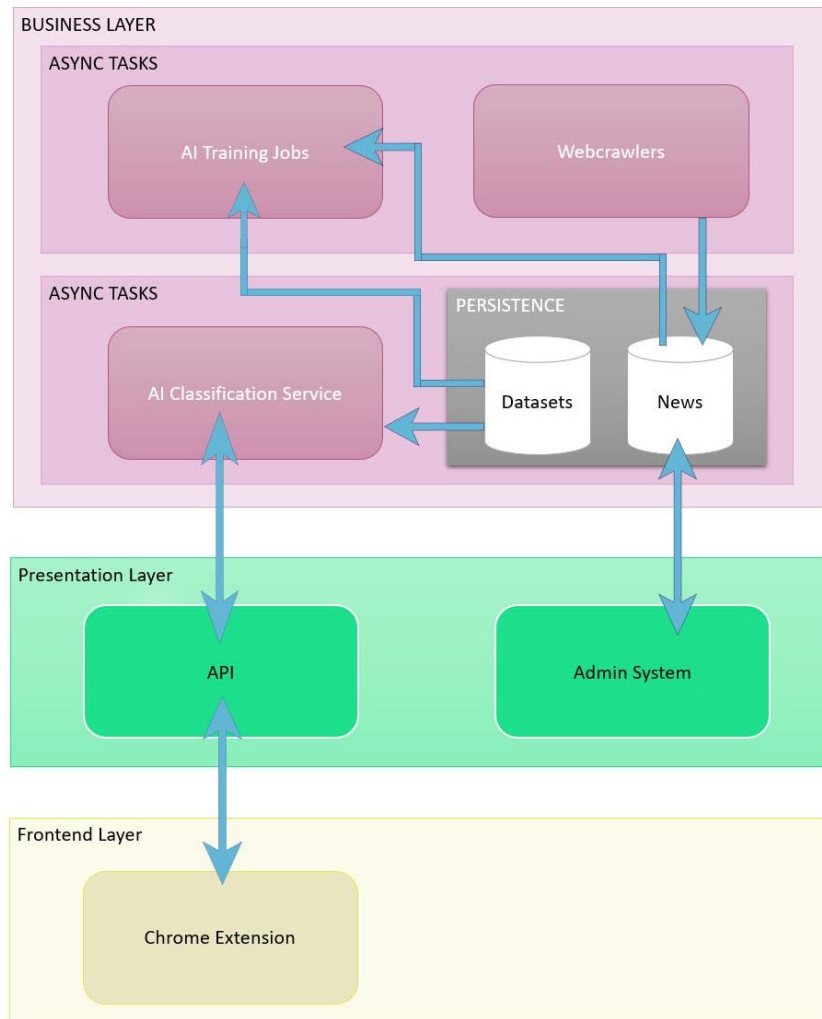 BUSINESS LAYER
ASYNC TASKS
AI Training Jobs
Webcrawlers
ASYNC TASKS
PERSISTENCE
AI Classification Service
Datasets
News
Presentation Layer
API
Admin System
Frontend Layer
Chrome Extension